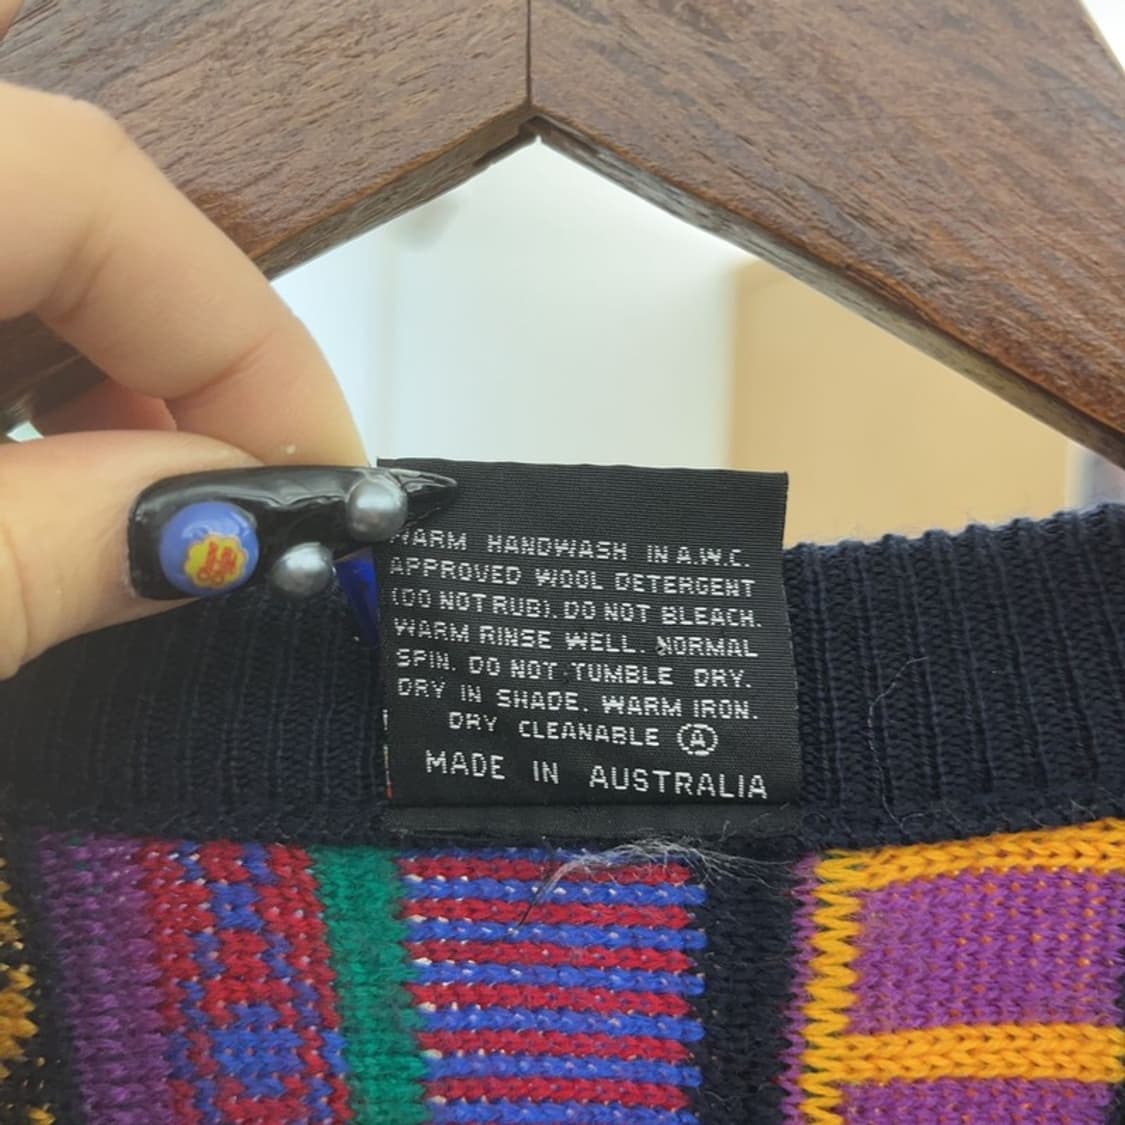 WARM HANDWASH IN A.W.C.
APPROVED WOOL DETERGENT
(DO NOT RUB). DO NOT BLEACH.
WARM RINSE WELL. NORMAL
SPIN. DO NOT TUMBLE DRY.
DRY IN SHADE. WARM IRON.
DRY CLEANABLE Ⓐ
MADE IN AUSTRALIA